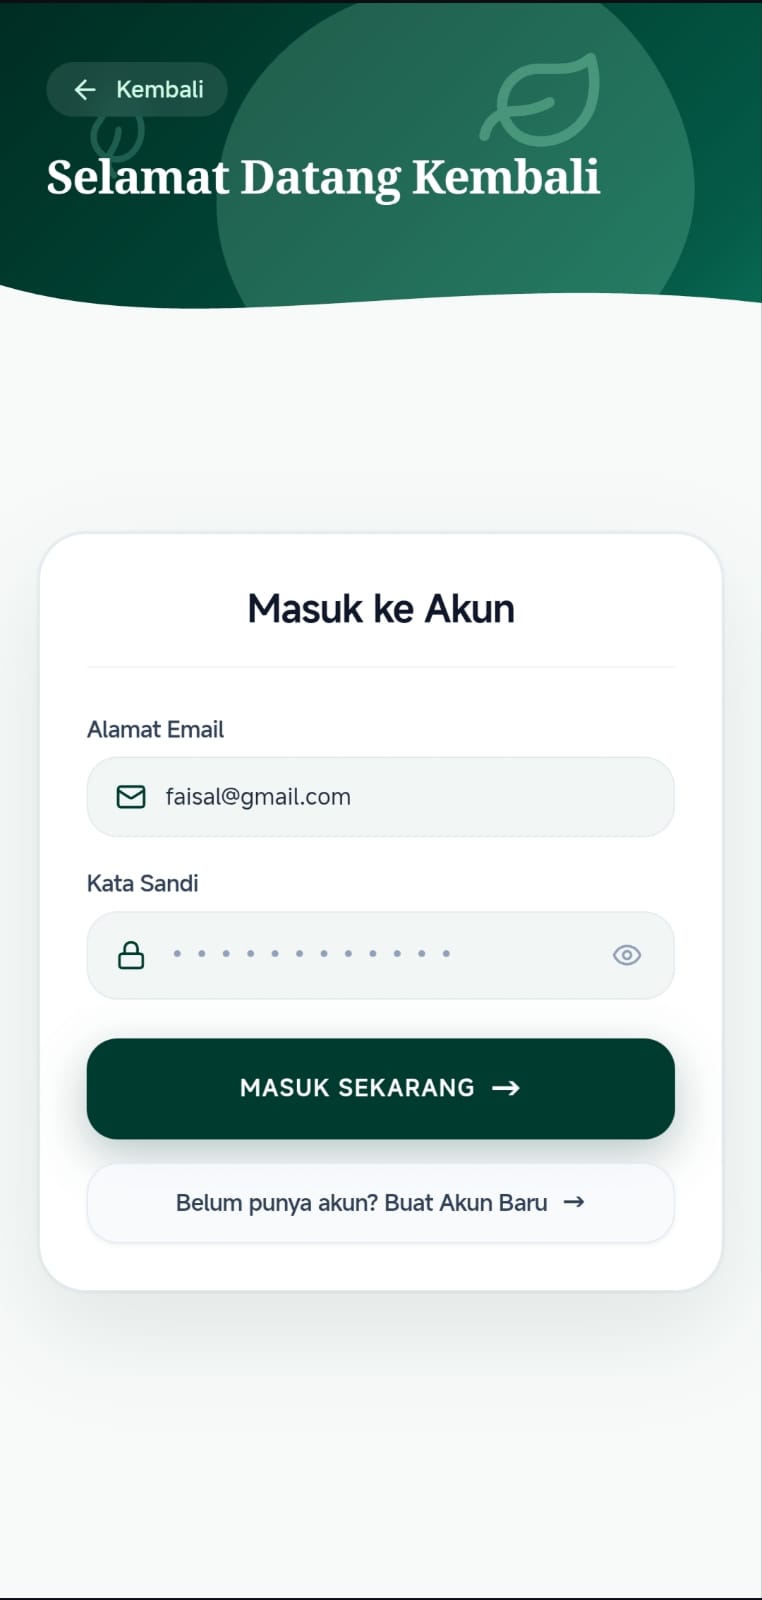 Kembali
Selamat Datang Kembali
Masuk ke Akun
Alamat Email
faisal@gmail.com
Kata Sandi
MASUK SEKARANG →
Belum punya akun? Buat Akun Baru →